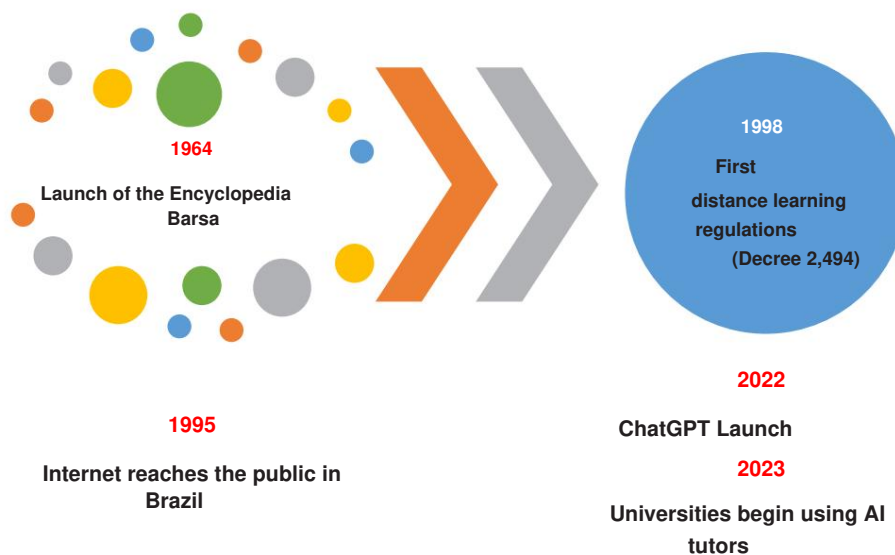 1964
Launch of the Encyclopedia
Barsa
1995
Internet reaches the public in
Brazil
1998
First
distance learning
regulations
(Decree 2,494)
2022
ChatGPT Launch
2023
Universities begin using AI
tutors